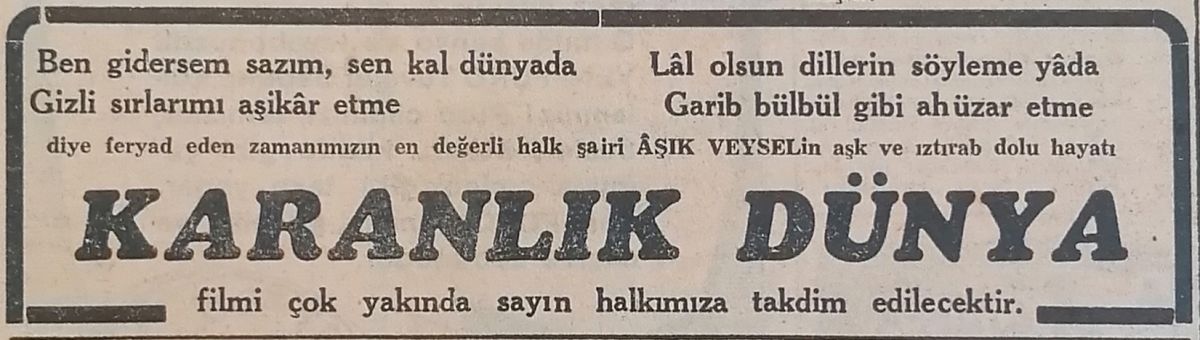 Ben gidersem sazım, sen kal dünyada
Gizli sırlarımı aşikâr etme
Lâl olsun dillerin söyleme yâda
Garib bülbül gibi ah üzar etme
diye feryad eden zamanımızın en değerli halk şairi ÂŞIK VEYSELin aşk ve ıztırab dolu hayatı
KARANLIK DÜNYA
filmi çok yakında sayın halkımıza takdim edilecektir.